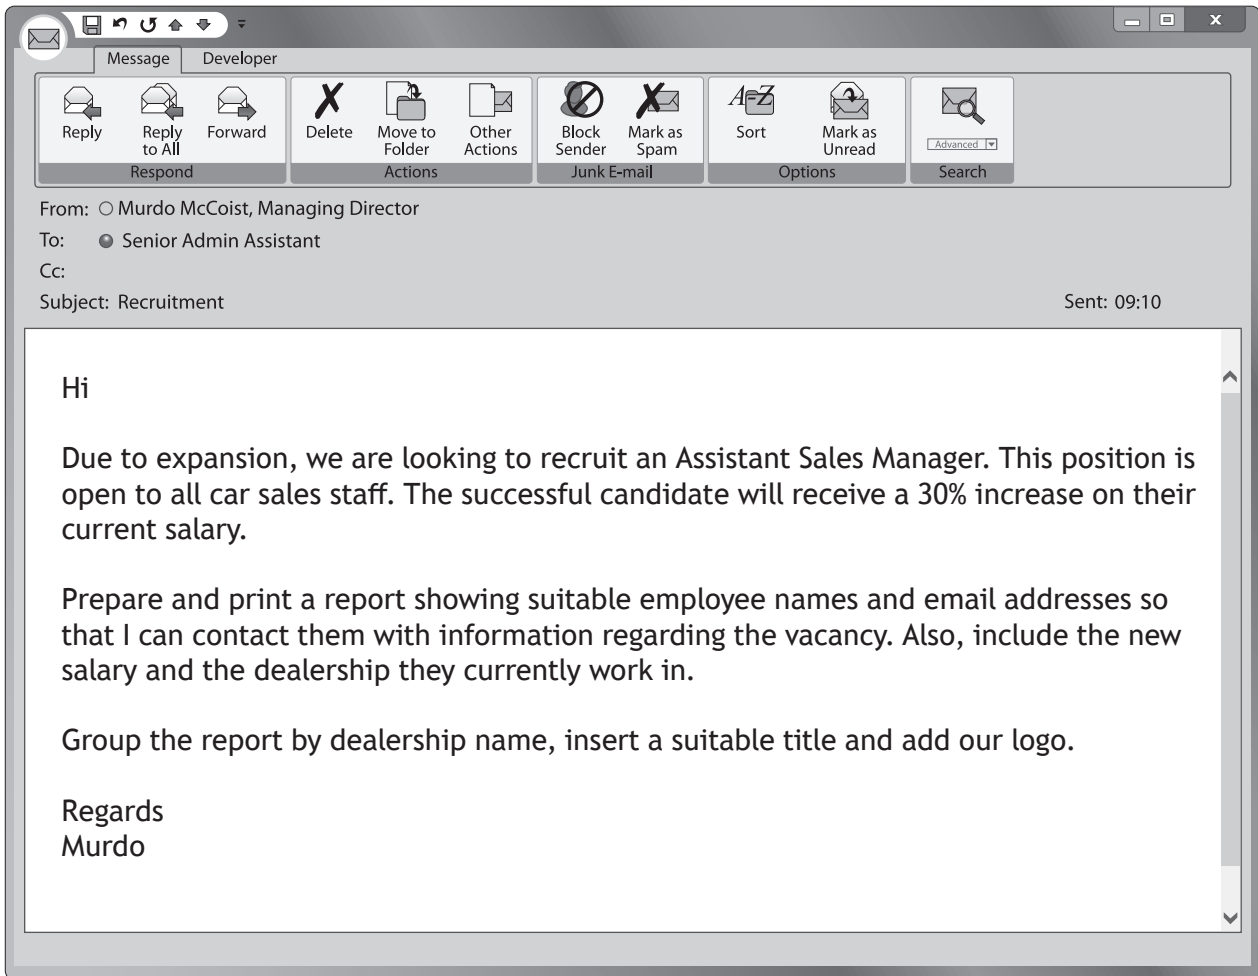 Message Developer
Reply Reply to All Forward Delete Move to Folder Other Actions Block Sender Mark as Spam A-Z Sort Mark as Unread Advanced
Respond Actions Junk E-mail Options Search
From: Murdo McCoist, Managing Director
To: Senior Admin Assistant
Cc:
Subject: Recruitment Sent: 09:10
Hi
Due to expansion, we are looking to recruit an Assistant Sales Manager. This position is
open to all car sales staff. The successful candidate will receive a 30% increase on their
current salary.
Prepare and print a report showing suitable employee names and email addresses so
that I can contact them with information regarding the vacancy. Also, include the new
salary and the dealership they currently work in.
Group the report by dealership name, insert a suitable title and add our logo.
Regards
Murdo